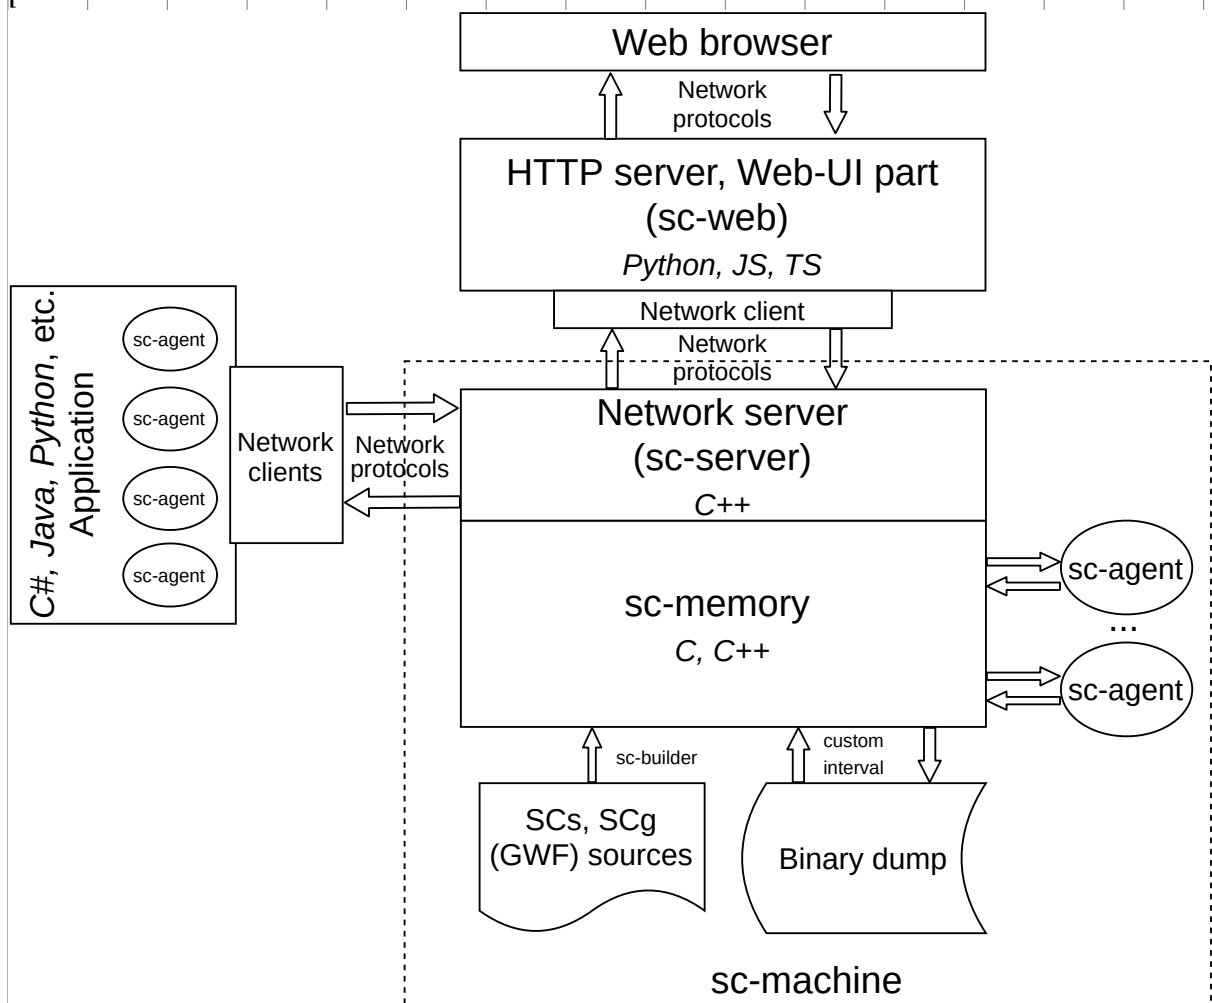 Web browser
Network
protocols
HTTP server, Web-UI part
(sc-web)
Python, JS, TS
Network client
Network
protocols
C#, Java, Python, etc.
Application
sc-agent
sc-agent
sc-agent
sc-agent
Network
clients
Network
protocols
Network server
(sc-server)
C++
sc-memory
C, C++
sc-agent
...
sc-agent
sc-builder
custom
interval
SCs, SCg
(GWF) sources
Binary dump
sc-machine